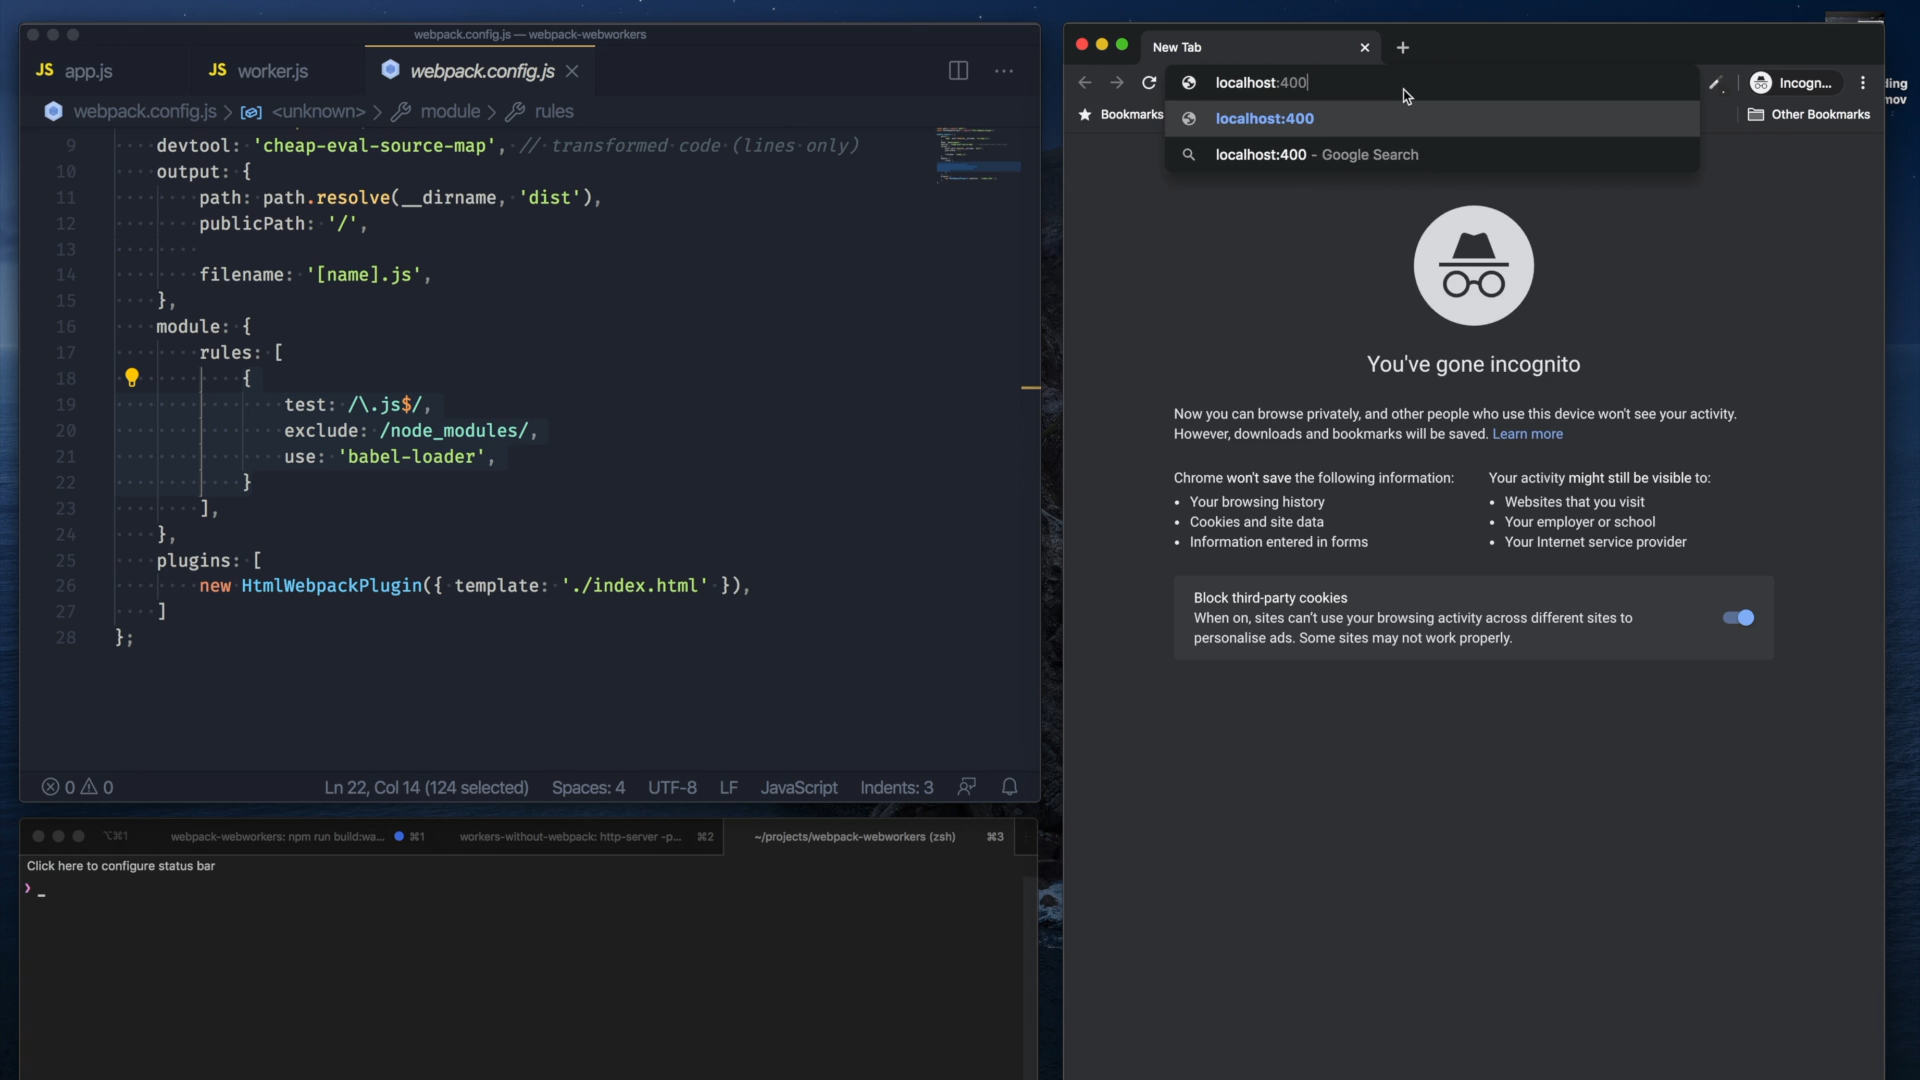 webpack.config.js — webpack-webworkers
JS app.js
JS worker.js
webpack.config.js
webpack.config.js > <unknown> > module > rules
9 devtool: 'cheap-eval-source-map', // transformed code (lines only)
10 output: {
11 path: path.resolve(__dirname, 'dist'),
12 publicPath: '/',
13
14 filename: '[name].js',
15 },
16 module: {
17 rules: [
18 {
19 test: /\.js$/,
20 exclude: /node_modules/,
21 use: 'babel-loader',
22 }
23 ],
24 },
25 plugins: [
26 new HtmlWebpackPlugin({ template: './index.html' }),
27 ]
28 };
0 0
Ln 22, Col 14 (124 selected) Spaces: 4 UTF-8 LF JavaScript Indents: 3
⌥⌘1
webpack-webworkers: npm run build:wa... ⌘1
workers-without-webpack: http-server -p... ⌘2
~/projects/webpack-webworkers (zsh) ⌘3
Click here to configure status bar
❯ _
New Tab
localhost:400
Incogn...
Bookmarks
Other Bookmarks
localhost:400
localhost:400 - Google Search
You've gone incognito
Now you can browse privately, and other people who use this device won't see your activity.
However, downloads and bookmarks will be saved. Learn more
Chrome won't save the following information:
• Your browsing history
• Cookies and site data
• Information entered in forms
Your activity might still be visible to:
• Websites that you visit
• Your employer or school
• Your Internet service provider
Block third-party cookies
When on, sites can't use your browsing activity across different sites to
personalise ads. Some sites may not work properly.